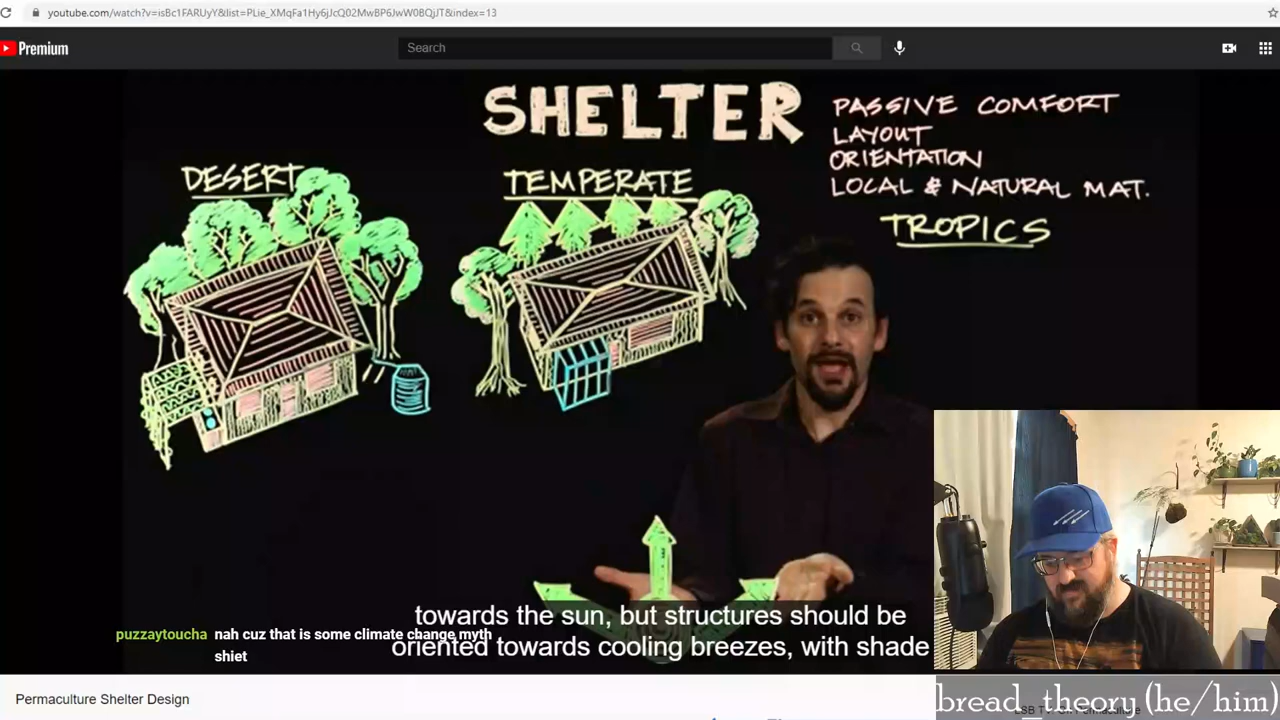 youtube.com/watch?v=isBc1FARUyY&list=PLie_XMqFa1Hy6jJcQ02MwBP6JwW0BQjJT&index=13
Premium
Search
SHELTER
PASSIVE COMFORT
LAYOUT
ORIENTATION
LOCAL & NATURAL MAT.
DESERT
TEMPERATE
TROPICS
towards the sun, but structures should be
oriented towards cooling breezes, with shade
puzzaytoucha nah cuz that is some climate change myth
shiet
Permaculture Shelter Design
bread_theory (he/him)